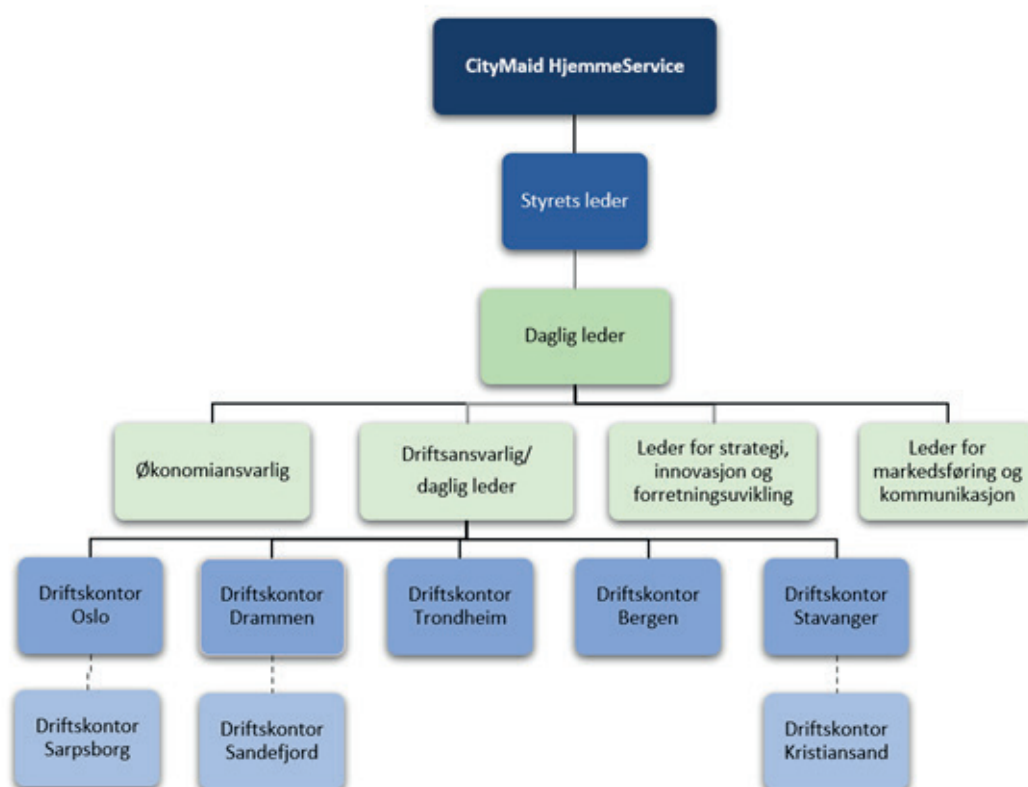 CityMaid HjemmeService
Styrets leder
Daglig leder
Økonomiansvarlig
Driftsansvarlig/
daglig leder
Leder for strategi,
innovasjon og
forretningsuvikling
Leder for
markedsføring og
kommunikasjon
Driftskontor
Oslo
Driftskontor
Drammen
Driftskontor
Trondheim
Driftskontor
Bergen
Driftskontor
Stavanger
Driftskontor
Sarpsborg
Driftskontor
Sandefjord
Driftskontor
Kristiansand